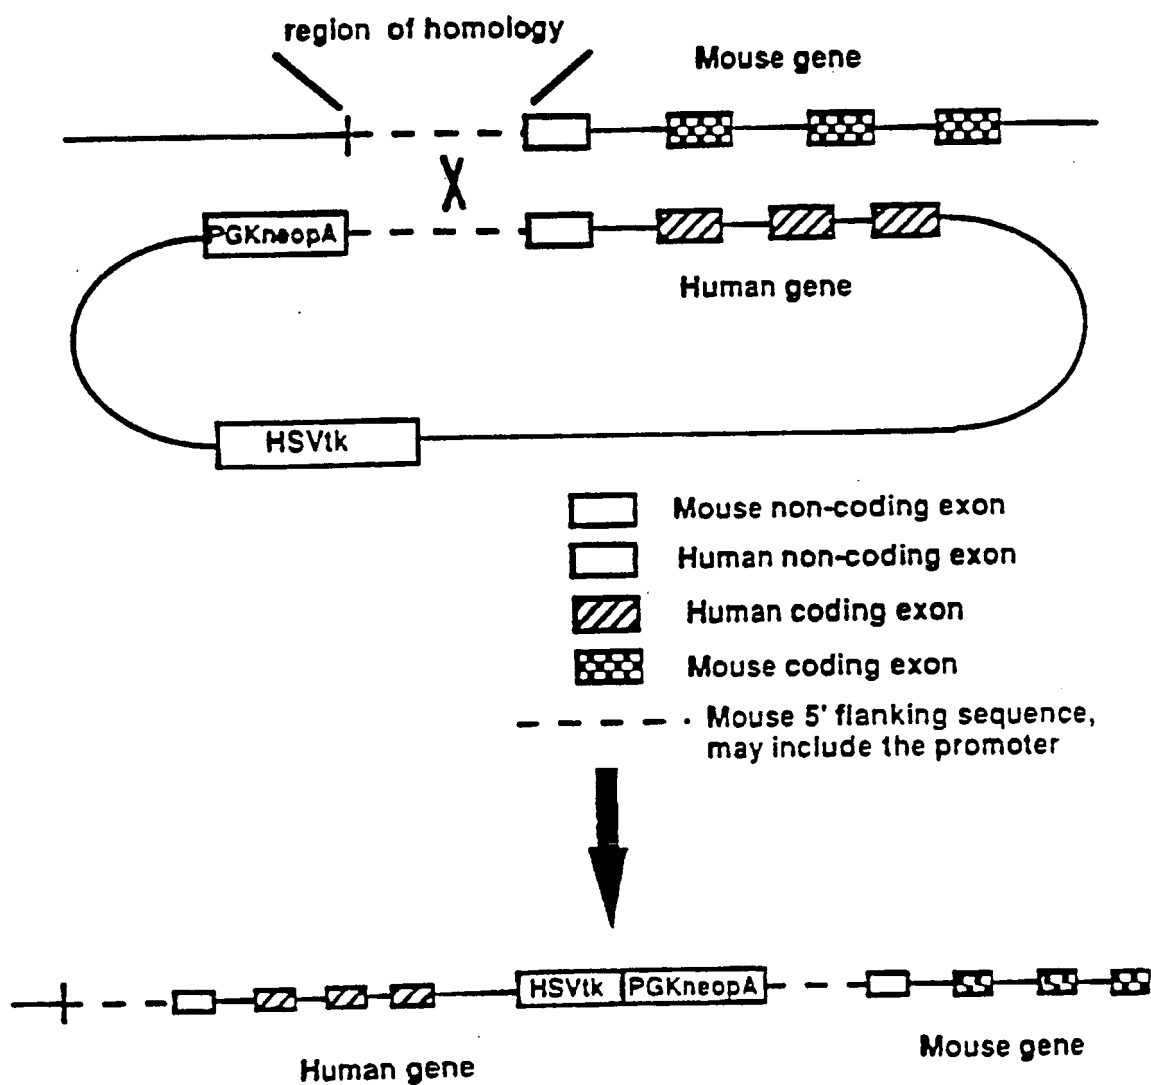 region of homology
Mouse gene
PGKneopA
Human gene
HSVtk
Mouse non-coding exon
Human non-coding exon
Human coding exon
Mouse coding exon
Mouse 5' flanking sequence,
may include the promoter
HSVtk PGKneopA
Human gene
Mouse gene